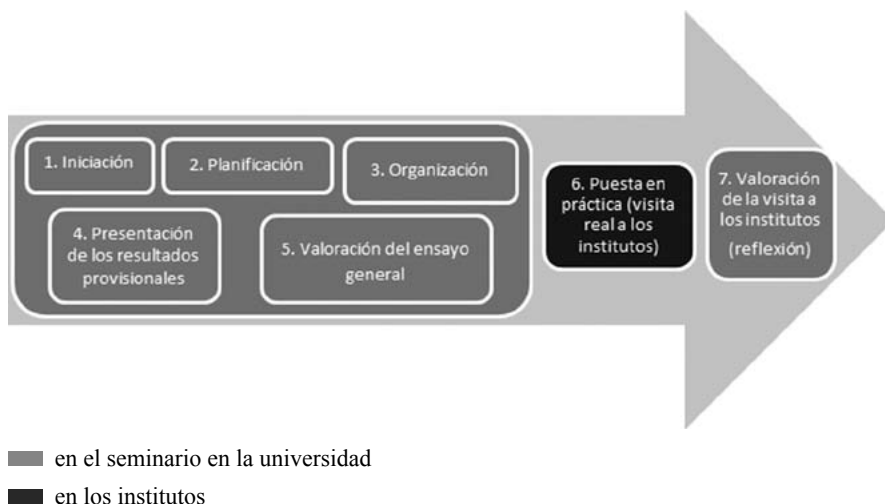 1. Iniciación
2. Planificación
3. Organización
4. Presentación
de los resultados
provisionales
5. Valoración del ensayo
general
6. Puesta en
práctica (visita
real a los
institutos)
7. Valoración
de la visita a
los institutos
(reflexión)
en el seminario en la universidad
en los institutos